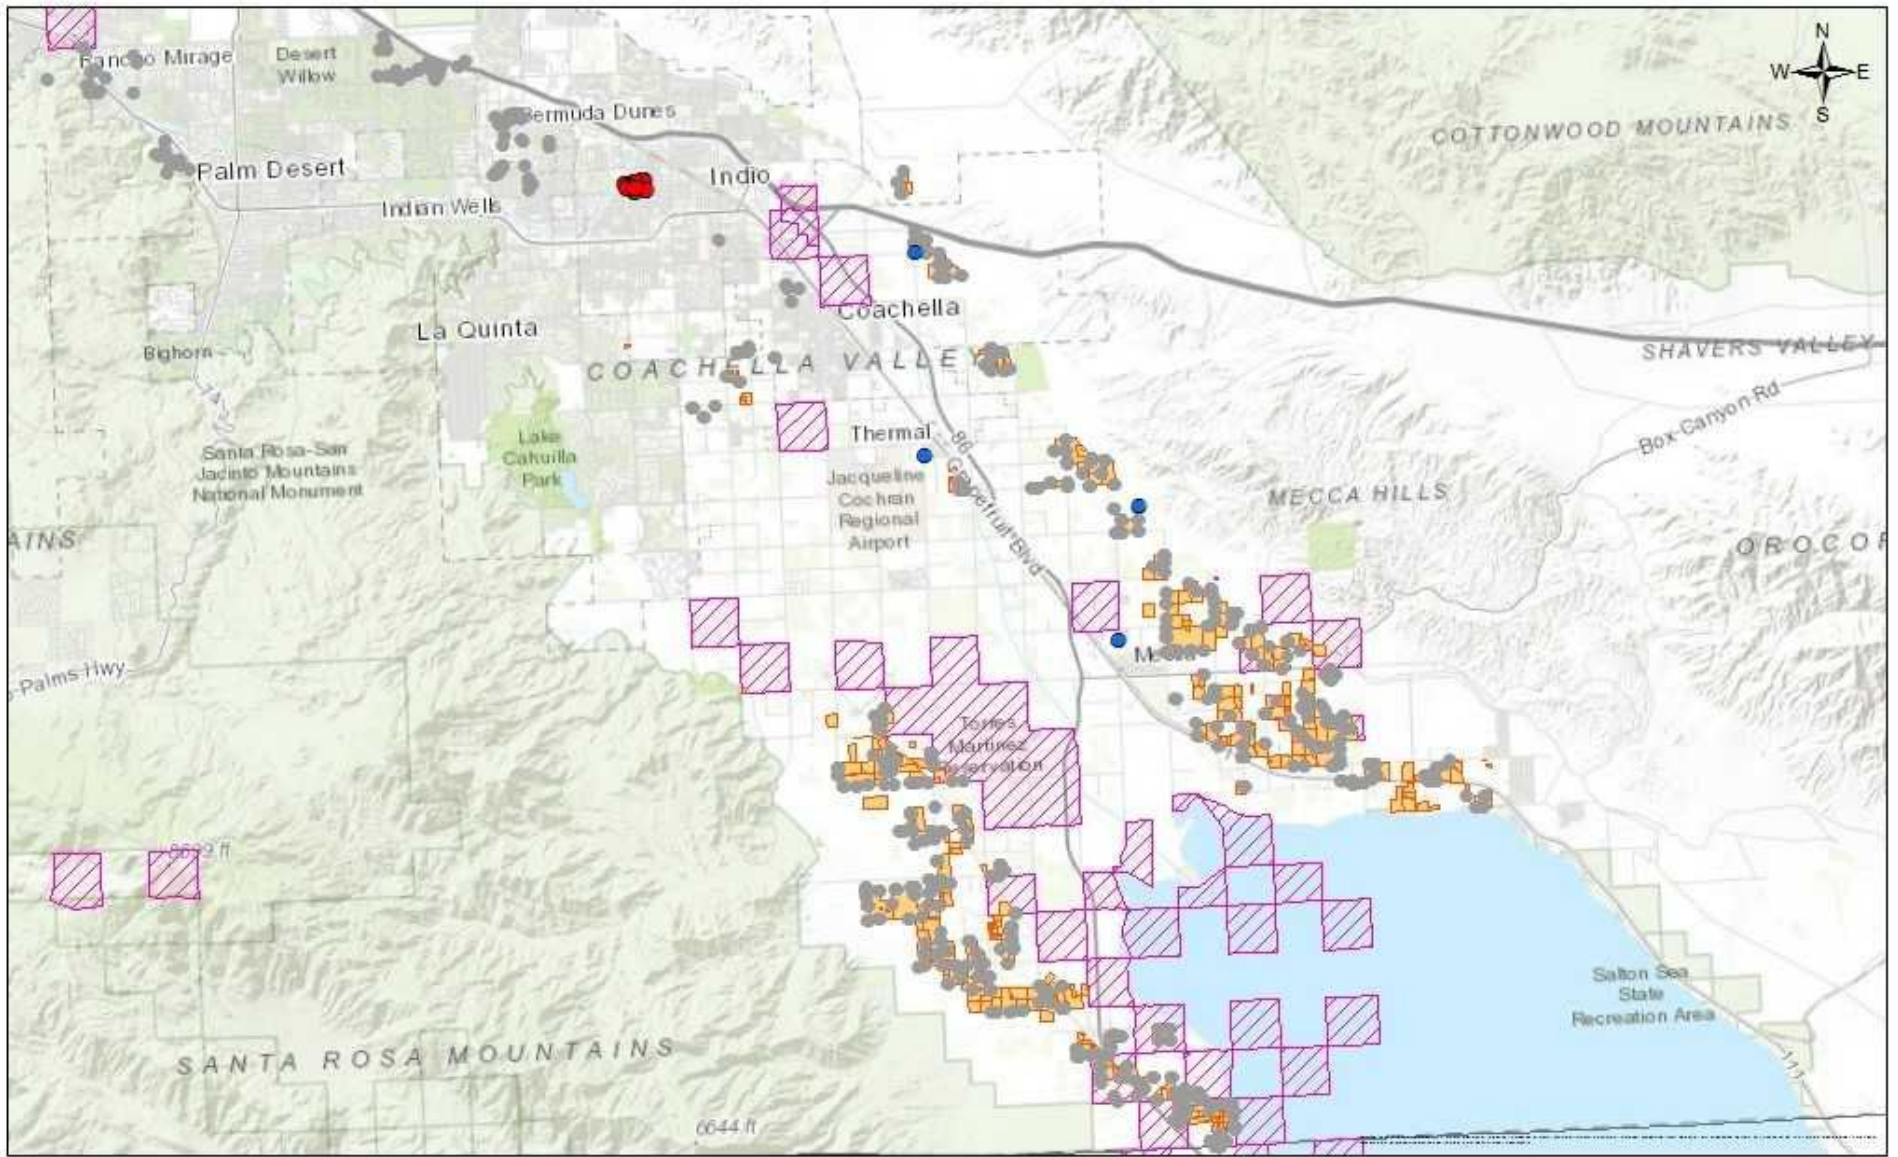 N
W E
S
Rancho Mirage
Desert
Willow
Bermuda Dunes
COTTONWOOD MOUNTAINS
Palm Desert
Indio
Indian Wells
Coachella
La Quinta
Bighorn
SHAVERS VALLEY
COACHELLA VALLEY
Box Canyon Rd
Thermal
86
Lake
Cahuilla
Park
Santa Rosa-San
Jacinto Mountains
National Monument
Jacqueline
Cochran
Regional
Airport
Grapefruit Blvd
MECCA HILLS
AINS
OROCOP
Mecca
o-Palms Hwy
Torres
Martinez
Reservation
8699 ft
Salton Sea
State
Recreation Area
SANTA ROSA MOUNTAINS
111
6644 ft